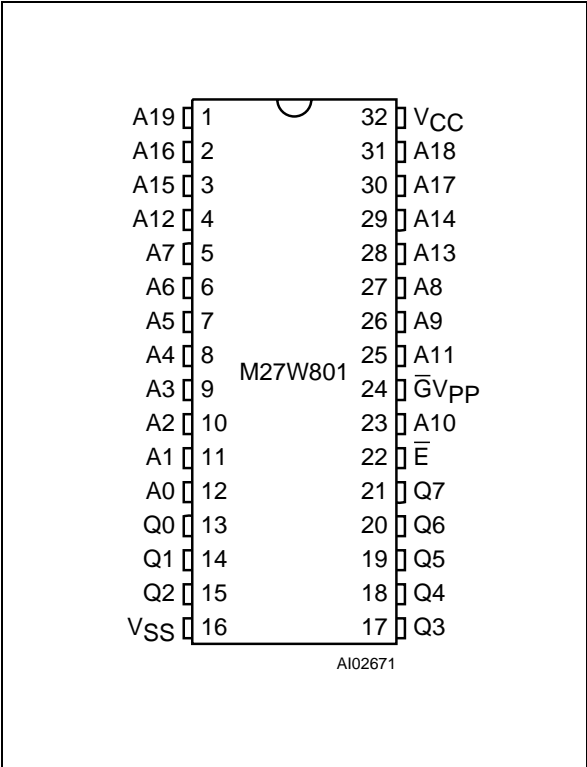 A19 1 32 VCC
A16 2 31 A18
A15 3 30 A17
A12 4 29 A14
A7 5 28 A13
A6 6 27 A8
A5 7 26 A9
A4 8 25 A11
M27W801
A3 9 24 G̅VPP
A2 10 23 A10
A1 11 22 E̅
A0 12 21 Q7
Q0 13 20 Q6
Q1 14 19 Q5
Q2 15 18 Q4
VSS 16 17 Q3
AI02671